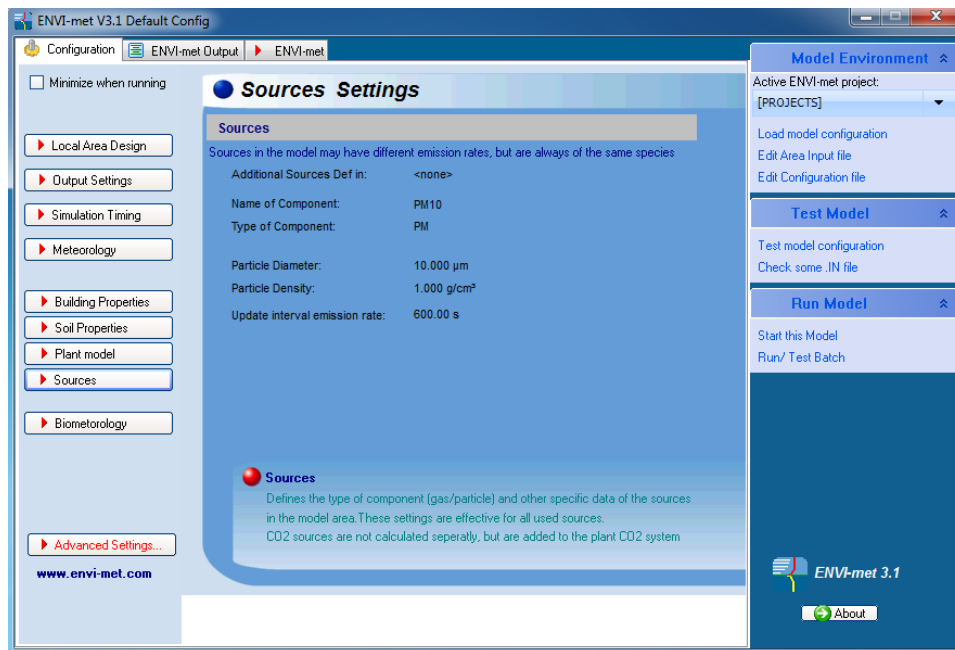 ENVI-met V3.1 Default Config
Configuration ENVI-met Output ENVI-met
Minimize when running
Local Area Design
Output Settings
Simulation Timing
Meteorology
Building Properties
Soil Properties
Plant model
Sources
Biometorology
Advanced Settings...
www.envi-met.com
Sources Settings
Sources
Sources in the model may have different emission rates, but are always of the same species
Additional Sources Def in: <none>
Name of Component: PM10
Type of Component: PM
Particle Diameter: 10.000 µm
Particle Density: 1.000 g/cm³
Update interval emission rate: 600.00 s
Sources
Defines the type of component (gas/particle) and other specific data of the sources
in the model area.These settings are effective for all used sources.
CO2 sources are not calculated seperatly, but are added to the plant CO2 system
Model Environment
Active ENVI-met project:
[PROJECTS]
Load model configuration
Edit Area Input file
Edit Configuration file
Test Model
Test model configuration
Check some .IN file
Run Model
Start this Model
Run/ Test Batch
ENVI-met 3.1
About